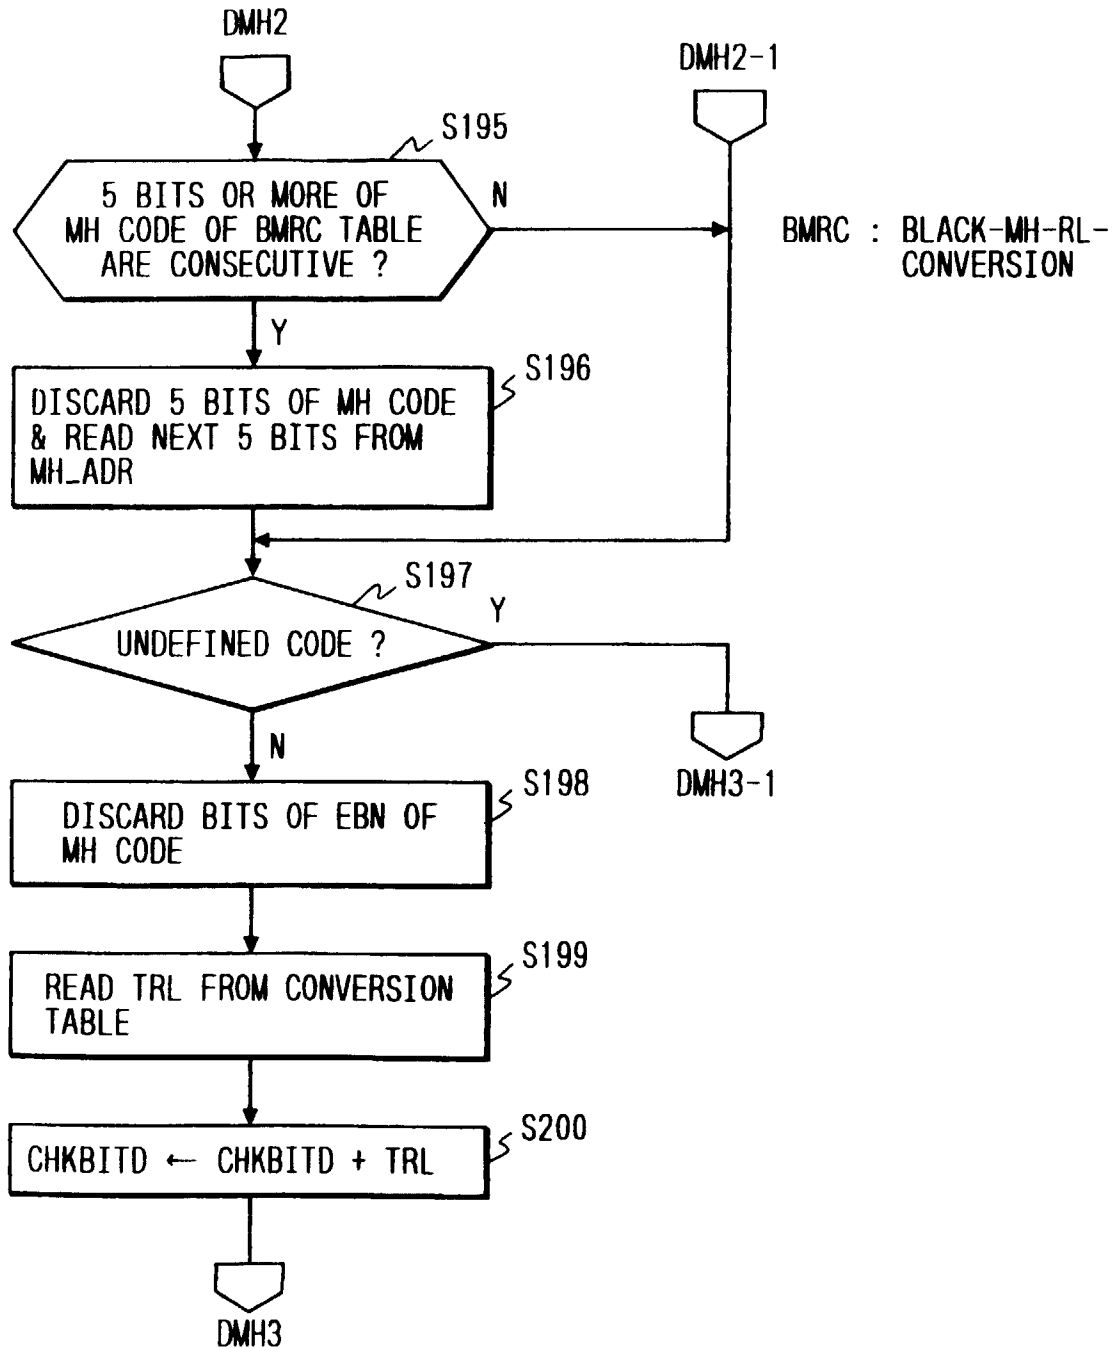 DMH2
DMH2-1
S195
5 BITS OR MORE OF
MH CODE OF BMRC TABLE
ARE CONSECUTIVE ?
N
BMRC : BLACK-MH-RL-
CONVERSION
Y
S196
DISCARD 5 BITS OF MH CODE
& READ NEXT 5 BITS FROM
MH_ADR
S197
UNDEFINED CODE ?
Y
N
DMH3-1
S198
DISCARD BITS OF EBN OF
MH CODE
S199
READ TRL FROM CONVERSION
TABLE
S200
CHKBITD ← CHKBITD + TRL
DMH3